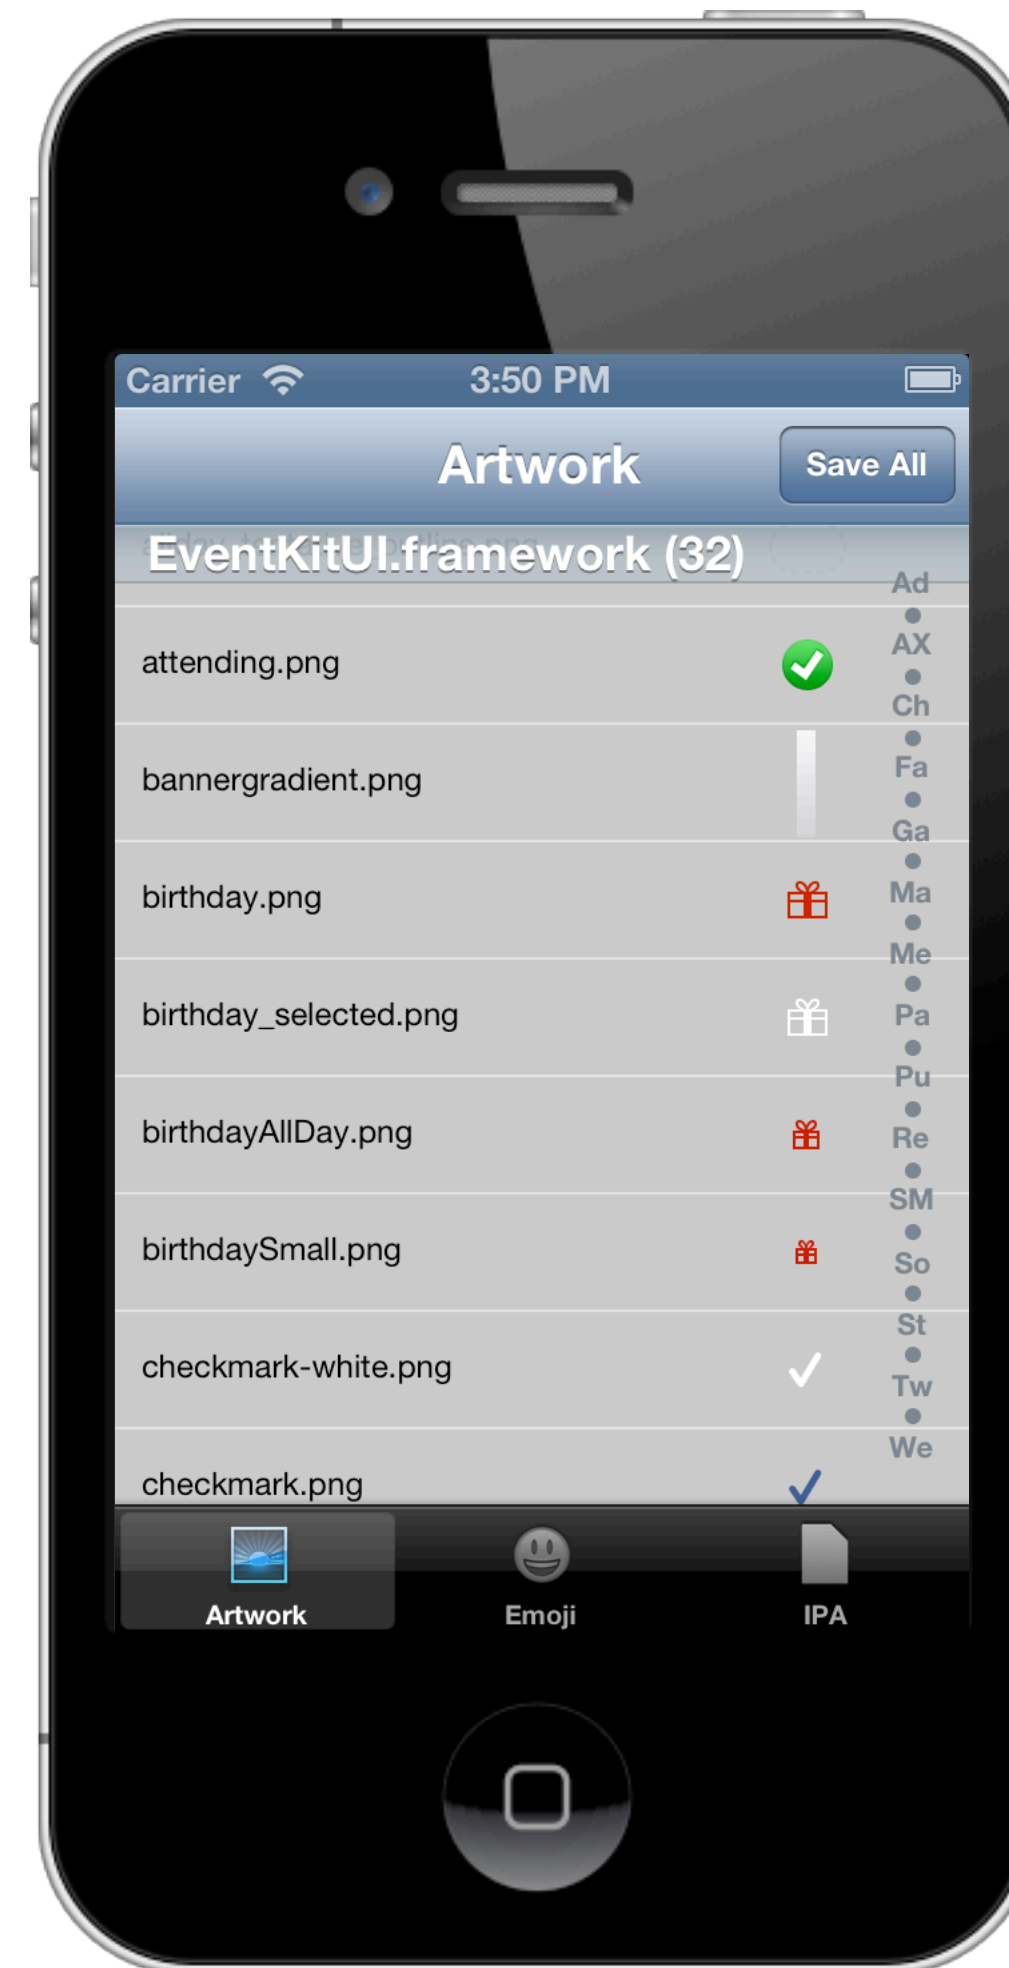 Carrier 3:50 PM
Artwork Save All
EventKitUI.framework (32)
attending.png
bannergradient.png
birthday.png
birthday_selected.png
birthdayAllDay.png
birthdaySmall.png
checkmark-white.png
checkmark.png
Ad
AX
Ch
Fa
Ga
Ma
Me
Pa
Pu
Re
SM
So
St
Tw
We
Artwork Emoji IPA